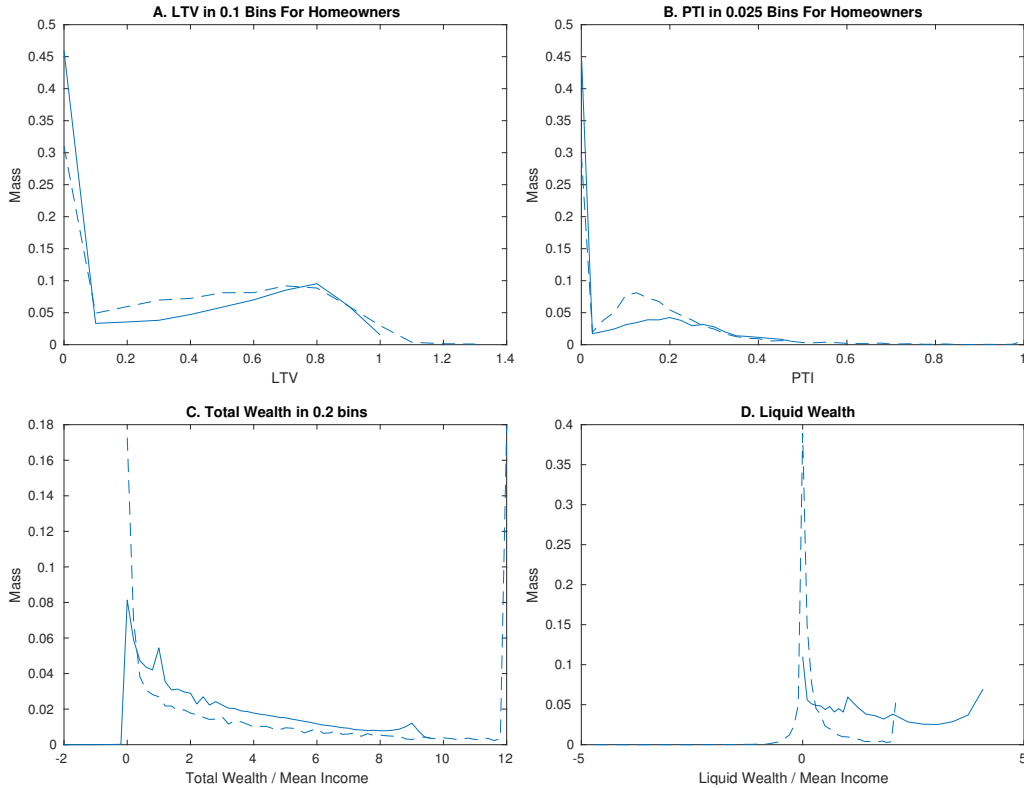 A. LTV in 0.1 Bins For Homeowners
0.5
0.45
0.4
0.35
0.3
0.25
0.2
0.15
0.1
0.05
0
Mass
0 0.2 0.4 0.6 0.8 1 1.2 1.4
LTV
B. PTI in 0.025 Bins For Homeowners
0.5
0.45
0.4
0.35
0.3
0.25
0.2
0.15
0.1
0.05
0
Mass
0 0.2 0.4 0.6 0.8 1
PTI
C. Total Wealth in 0.2 bins
0.18
0.16
0.14
0.12
0.1
0.08
0.06
0.04
0.02
0
Mass
-2 0 2 4 6 8 10 12
Total Wealth / Mean Income
D. Liquid Wealth
0.4
0.35
0.3
0.25
0.2
0.15
0.1
0.05
0
Mass
-5 0 5
Liquid Wealth / Mean Income